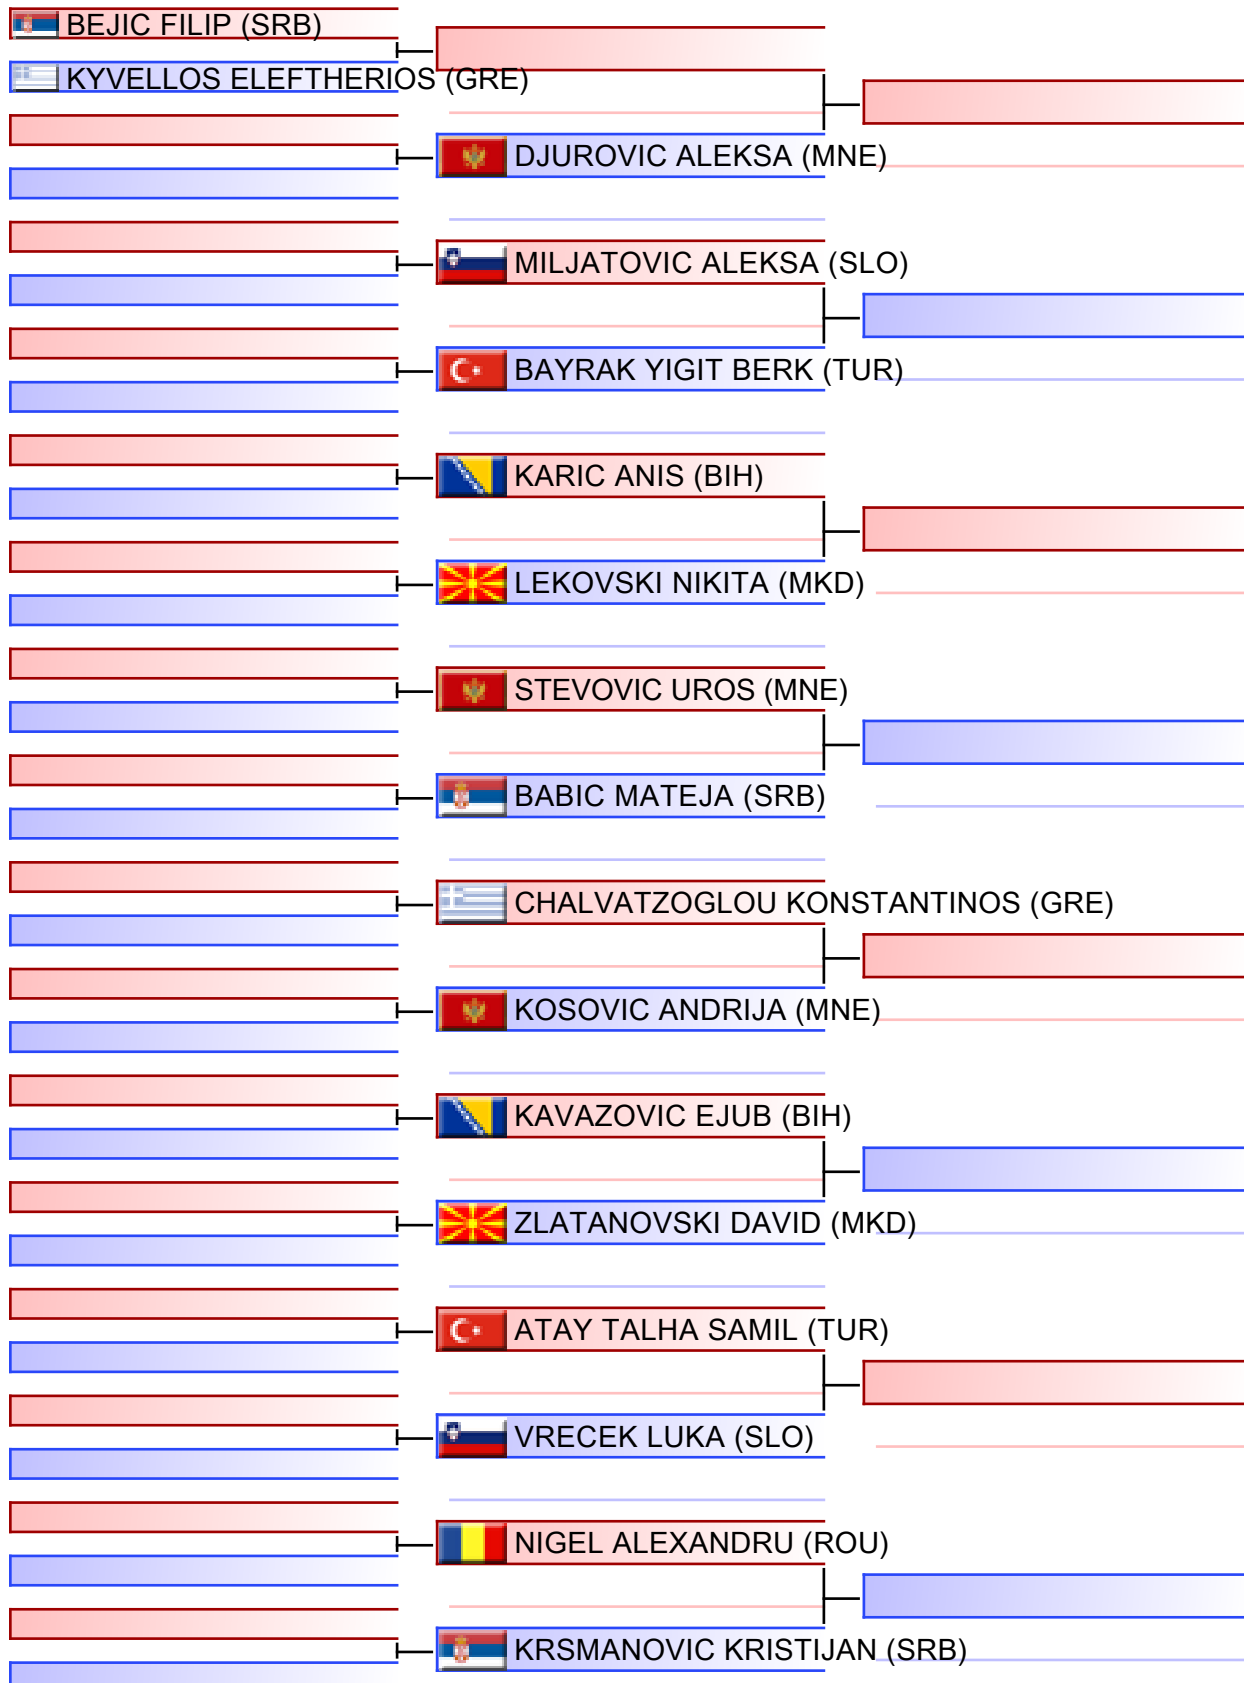 BEJIC FILIP (SRB)
KYVELLOS ELEFTHERIOS (GRE)
DJUROVIC ALEKSA (MNE)
MILJATOVIC ALEKSA (SLO)
BAYRAK YIGIT BERK (TUR)
KARIC ANIS (BIH)
LEKOVSKI NIKITA (MKD)
STEVOVIC UROS (MNE)
BABIC MATEJA (SRB)
CHALVATZOGLOU KONSTANTINOS (GRE)
KOSOVIC ANDRIJA (MNE)
KAVAZOVIC EJUB (BIH)
ZLATANOVSKI DAVID (MKD)
ATAY TALHA SAMIL (TUR)
VRECEK LUKA (SLO)
NIGEL ALEXANDRU (ROU)
KRSMANOVIC KRISTIJAN (SRB)